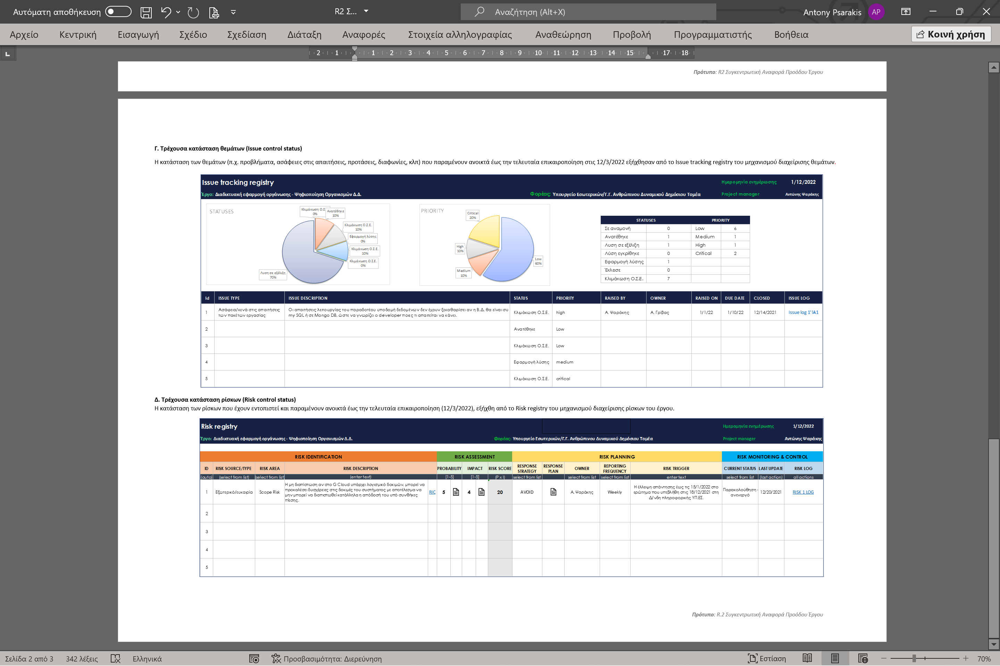 Αυτόματη αποθήκευση
R2 Σ...
Αναζήτηση (Alt+X)
Antony Psarakis
AP
Αρχείο Κεντρική Εισαγωγή Σχέδιο Σχεδίαση Διάταξη Αναφορές Στοιχεία αλληλογραφίας Αναθεώρηση Προβολή Προγραμματιστής Βοήθεια Κοινή χρήση
2 1 1 2 3 4 5 6 7 8 9 10 11 12 13 14 15 17 18
Πρότυπο: R2 Συγκεντρωτική Αναφορά Προόδου Έργου
Γ. Τρέχουσα κατάσταση θεμάτων (Issue control status)
Η κατάσταση των θεμάτων (π.χ. προβλήματα, ασάφειες στις απαιτήσεις, προτάσεις, διαφωνίες, κλπ) που παραμένουν ανοικτά έως την τελευταία επικαιροποίηση στις 12/3/2022 εξήχθησαν από το Issue tracking registry του μηχανισμού διαχείρισης θεμάτων.
Issue tracking registry Ημερομηνία ενημέρωσης 1/12/2022
Έργο: Διαδικτυακή εφαρμογή οργάνωσης - Ψηφιοποίηση Οργανισμών Δ.Δ. Φορέας: Υπουργείο Εσωτερικών/Γ.Γ. Ανθρώπινου Δυναμικού Δημόσιου Τομέα Project manager Αντώνης Ψαράκης
STATUSES
Κλιμάκωση Ο.Σ
0%
Ανατέθηκε
10%
Κλιμάκωση Ο.Σ.Ε.
10%
Εφαρμογή λύσης
0%
Κλιμάκωση Ο.Σ.Ε.
10%
Κλιμάκωση Ο.Σ.Ε.
0%
Λυση σε εξέλιξη
70%
PRIORITY
Critical
20%
High
10%
Medium
10%
Low
60%
STATUSES PRIORITY
Σε αναμονή 0 Low 6
Ανατέθηκε 1 Medium 1
Λυση σε εξέλιξη 1 High 1
Λύση εγκρίθηκε 0 Critical 2
Εφαρμογή λύσης 1
Έκλεισε 0
Κλιμάκωση Ο.Σ.Ε. 7
Id ISSUE TYPE ISSUE DESCRIPTION STATUS PRIORITY RAISED BY OWNER RAISED ON DUE DATE CLOSED ISSUE LOG
1 Ασάφεια/κενά στις απαιτήσεις των πακέτων εργασίας Οι απαιτήσεις λειτουργίας του παραδοτέου υποδομή δεδομένων δεν έχουν ξεκαθαρίσει αν η Β.Δ. θα είναι συ my SQL ή σε Mongo DB, ώστε να γνωρίζει ο developer ποιες τι απαιτείται να κάνει. Κλιμάκωση Ο.Σ.Ε. high Α. Ψαράκης Α. Γρίβας 1/1/22 1/10/22 12/14/2021 Issue log 1'!A1
2 Ανατέθηκε Low
3 Κλιμάκωση Ο.Σ.Ε. Low
4 Εφαρμογή λύσης medium
5 Κλιμάκωση Ο.Σ.Ε. critical
Δ. Τρέχουσα κατάσταση ρίσκων (Risk control status)
Η κατάσταση των ρίσκων που έχουν εντοπιστεί και παραμένουν ανοικτά έως την τελευταία επικαιροποίηση (12/3/2022), εξήχθη από το Risk registry του μηχανισμού διαχείρισης ρίσκων του έργου.
Risk registry Ημερομηνία ενημέρωσης 1/12/2022
Έργο: Διαδικτυακή εφαρμογή οργάνωσης - Ψηφιοποίηση Οργανισμών Δ.Δ. Φορέας: Υπουργείο Εσωτερικών/Γ.Γ. Ανθρώπινου Δυναμικού Δημόσιου Τομέα Project manager Αντώνης Ψαράκης
RISK IDENTIFICATION RISK ASSESSMENT RISK PLANNING RISK MONITORING & CONTROL
ID RISK SOURCE/TYPE RISK AREA RISK DESCRIPTION PROBABILITY IMPACT RISK SCORE RESPONSE STRATEGY RESPONSE PLAN OWNER REPORTING FREQUENCY RISK TRIGGER CURRENT STATUS LAST UPDATE RISK LOG
(auto) (select from list) (select from list) (enter text) [1-5] [1-5] (P x I) select from list select from list select from list enter text select from list (last action) all actions
1 Εξωτερικό/ευκαιρία Scope Risk Η μη διαπίστωση αν στο G Cloud υπάρχει λογισμικό δοκιμών, μπορεί να προκαλέσει δυσχέρειες στις δοκιμές του συστήματος με αποτέλεσμα να μην μπορεί να διαπιστωθεί κατάλληλα η απόδοσή του υπό συνθήκες πίεσης. RIC 5 4 20 AVOID Α. Ψαράκης Weekly Η έλλειψη απάντησης έως τις 15/1/2022 στο ερώτημα που υπεβλήθη στις 18/12/2021 στη Δ/νδη πληροφορικής ΥΠ.ΕΣ. Παρακολούθηση - ανενεργό 12/20/2021 RISK 1 LOG
2
3
4
5
Πρότυπο: R.2 Συγκεντρωτική Αναφορά Προόδου Έργου
Σελίδα 2 από 3 342 λέξεις Ελληνικά Προσβασιμότητα: Διερεύνηση Εστίαση 70%